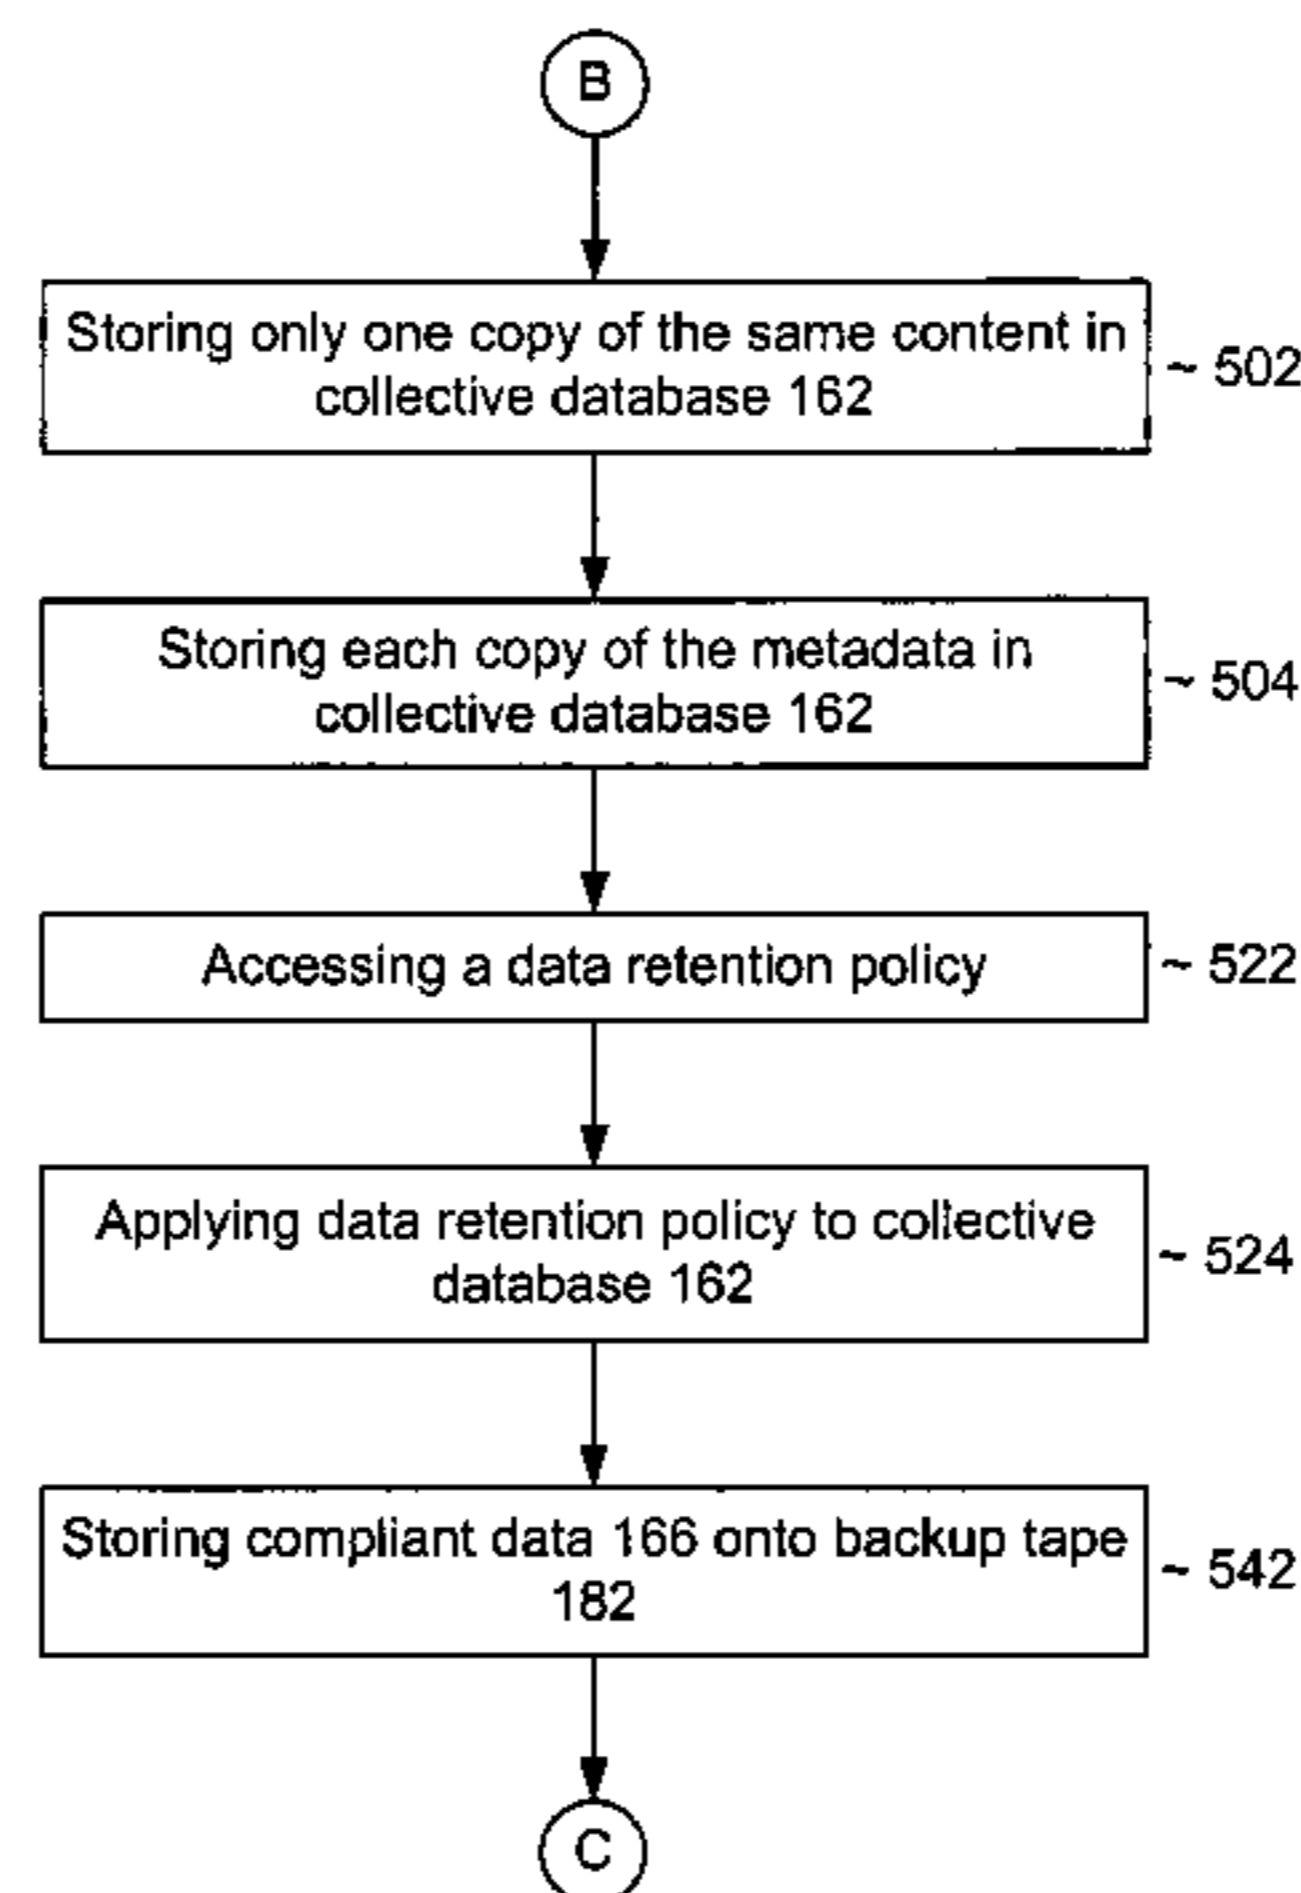 B
Storing only one copy of the same content in
collective database 162
~ 502
Storing each copy of the metadata in
collective database 162
~ 504
Accessing a data retention policy
~ 522
Applying data retention policy to collective
database 162
~ 524
Storing compliant data 166 onto backup tape
182
~ 542
C